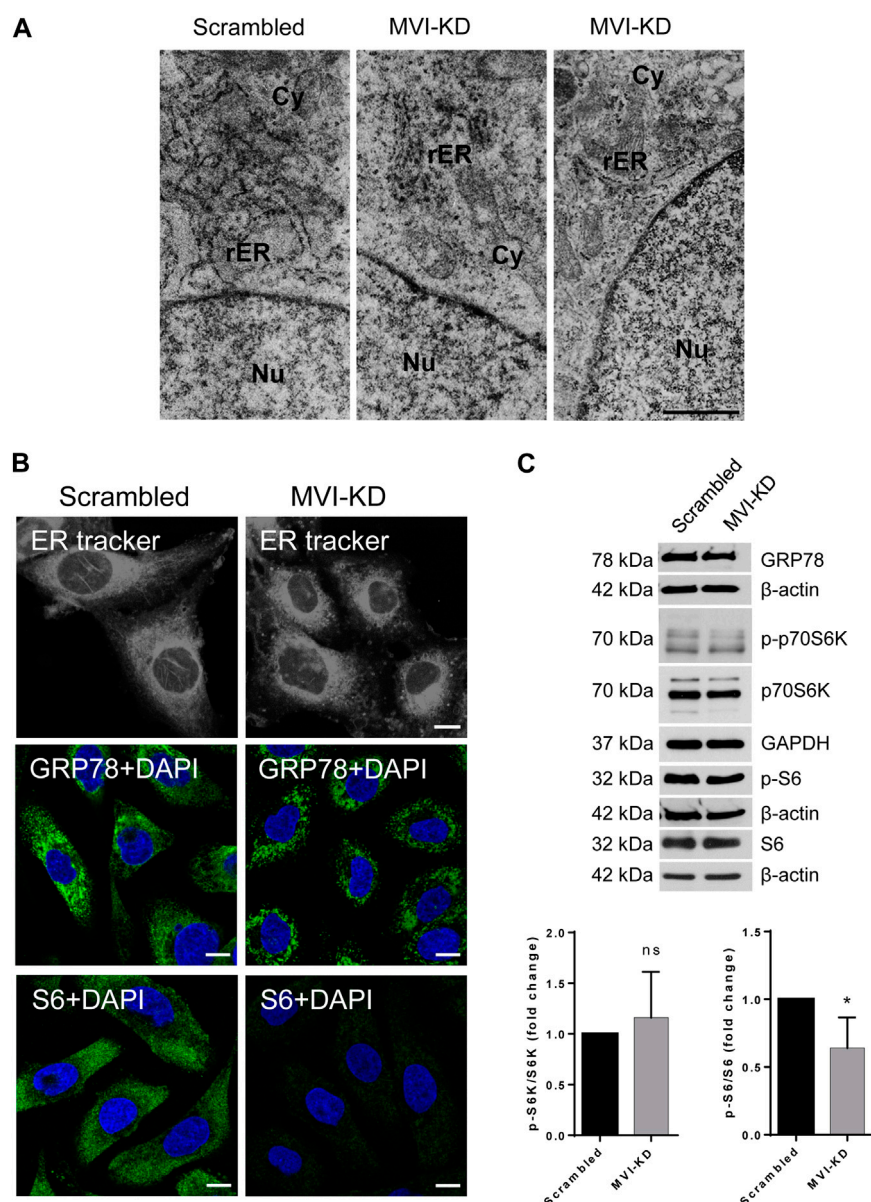 A
Scrambled
MVI-KD
MVI-KD
Cy
rER
Nu
rER
Cy
Nu
Cy
rER
Nu
B
Scrambled
MVI-KD
ER tracker
ER tracker
GRP78+DAPI
GRP78+DAPI
S6+DAPI
S6+DAPI
C
Scrambled
MVI-KD
78 kDa GRP78
42 kDa β-actin
70 kDa p-p70S6K
70 kDa p70S6K
37 kDa GAPDH
32 kDa p-S6
42 kDa β-actin
32 kDa S6
42 kDa β-actin
p-S6K/S6K (fold change)
2.0
1.5
1.0
0.5
0.0
ns
Scrambled
MVI-KD
p-S6/S6 (fold change)
1.5
1.0
0.5
0.0
*
Scrambled
MVI-KD